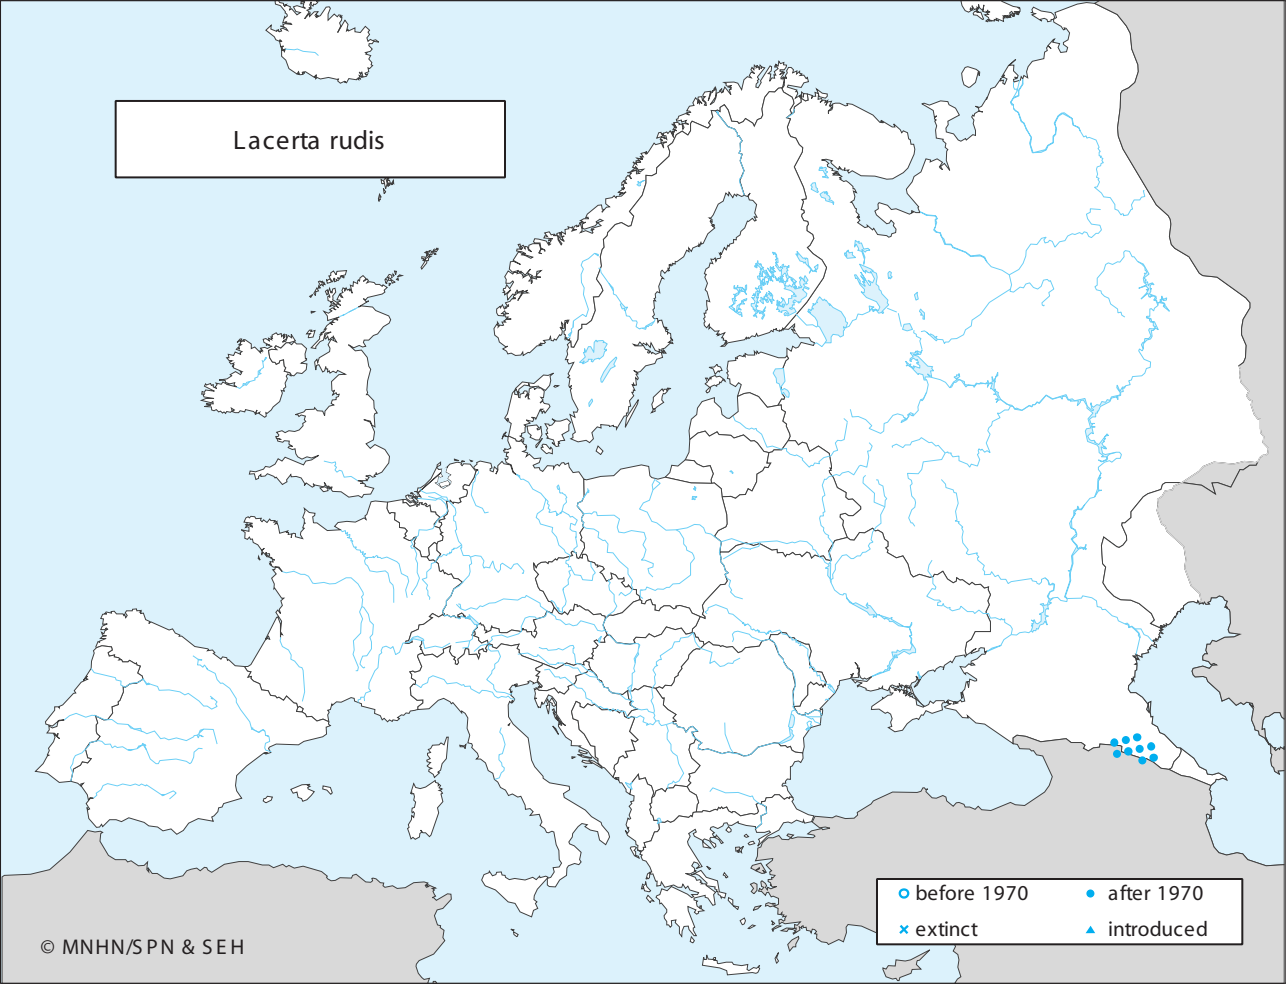 Lacerta rudis
before 1970
after 1970
extinct
introduced
© MNHN/SPN & SEH